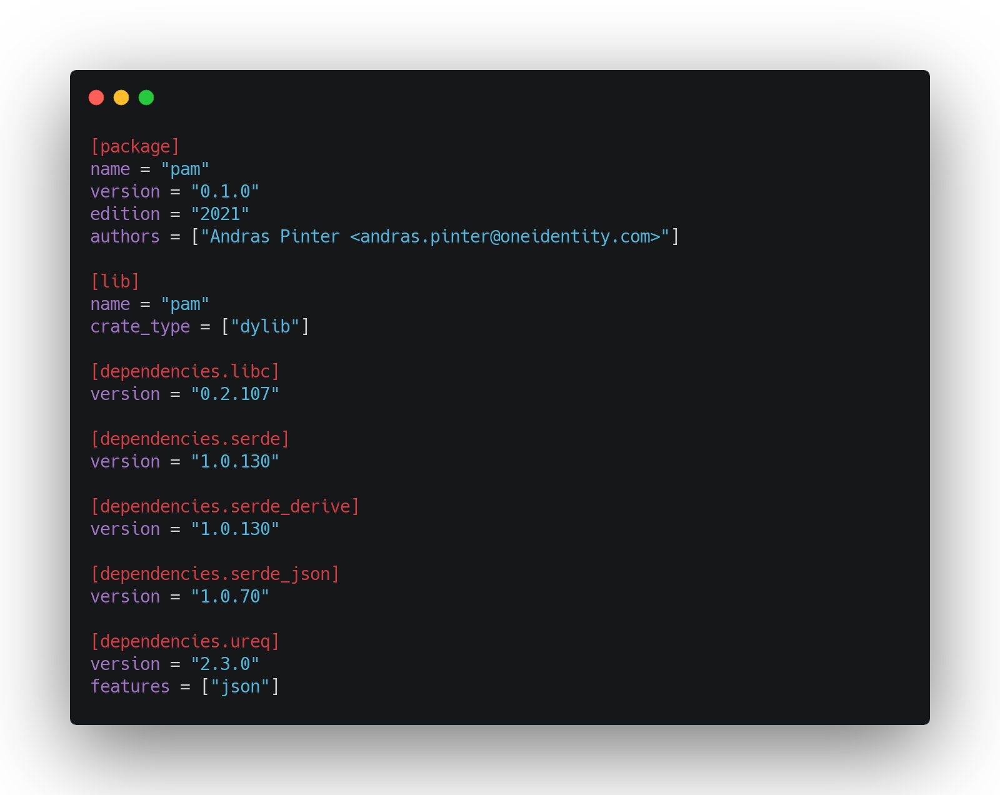 [package]
name = "pam"
version = "0.1.0"
edition = "2021"
authors = ["Andras Pinter <andras.pinter@oneidentity.com>"]
[lib]
name = "pam"
crate_type = ["dylib"]
[dependencies.libc]
version = "0.2.107"
[dependencies.serde]
version = "1.0.130"
[dependencies.serde_derive]
version = "1.0.130"
[dependencies.serde_json]
version = "1.0.70"
[dependencies.ureq]
version = "2.3.0"
features = ["json"]